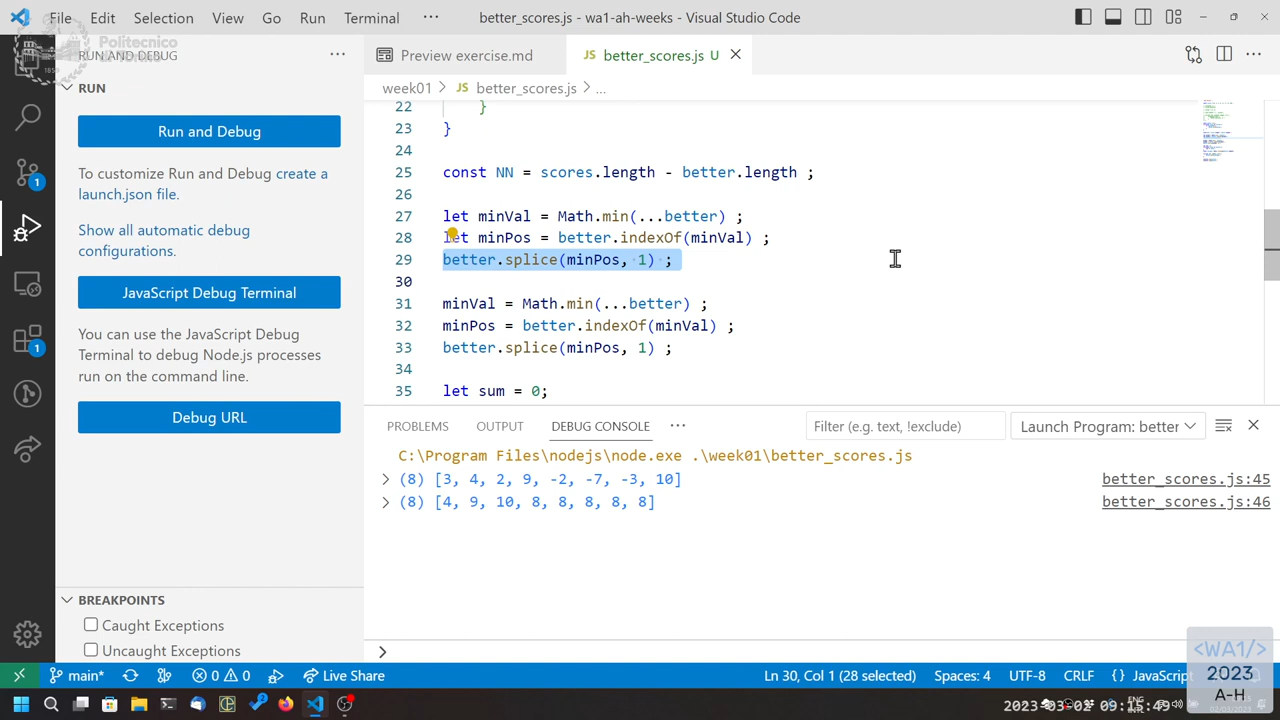 File Edit Selection View Go Run Terminal ··· better_scores.js - wa1-ah-weeks - Visual Studio Code
Politecnico
di Torino
1859
RUN AND DEBUG ···
Preview exercise.md
JS better_scores.js U
week01 > JS better_scores.js > ...
RUN
Run and Debug
To customize Run and Debug create a
launch.json file.
Show all automatic debug
configurations.
JavaScript Debug Terminal
You can use the JavaScript Debug
Terminal to debug Node.js processes
run on the command line.
Debug URL
BREAKPOINTS
Caught Exceptions
Uncaught Exceptions
1
1
22 }
23 }
24
25 const NN = scores.length - better.length ;
26
27 let minVal = Math.min(...better) ;
28 let minPos = better.indexOf(minVal) ;
29 better.splice(minPos, 1) ;
30
31 minVal = Math.min(...better) ;
32 minPos = better.indexOf(minVal) ;
33 better.splice(minPos, 1) ;
34
35 let sum = 0;
PROBLEMS OUTPUT DEBUG CONSOLE ··· Filter (e.g. text, !exclude) Launch Program: better
C:\Program Files\nodejs\node.exe .\week01\better_scores.js
> (8) [3, 4, 2, 9, -2, -7, -3, 10] better_scores.js:45
> (8) [4, 9, 10, 8, 8, 8, 8, 8] better_scores.js:46
>
main* 0 0 Live Share Ln 30, Col 1 (28 selected) Spaces: 4 UTF-8 CRLF {} JavaScript
<WA1/>
2023
A-H
ENG